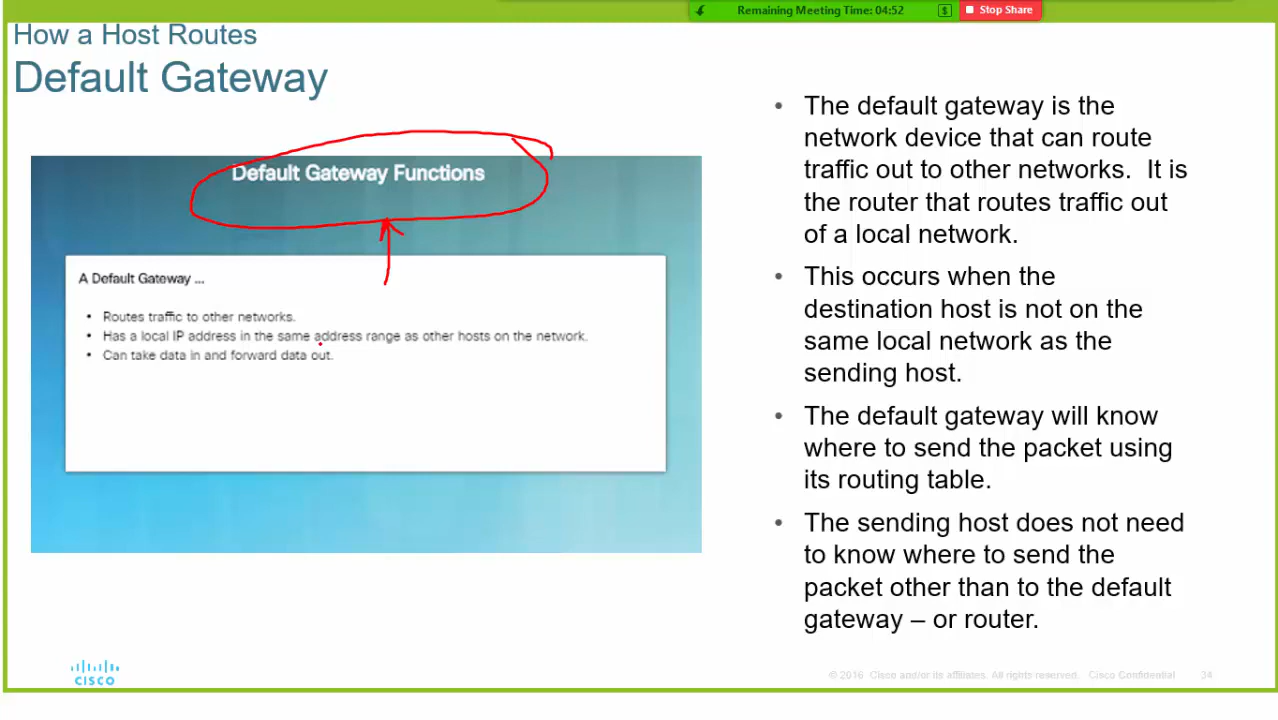 Remaining Meeting Time: 04:52 $ Stop Share
How a Host Routes
Default Gateway
Default Gateway Functions
A Default Gateway ...
• Routes traffic to other networks.
• Has a local IP address in the same address range as other hosts on the network.
• Can take data in and forward data out.
• The default gateway is the
network device that can route
traffic out to other networks. It is
the router that routes traffic out
of a local network.
• This occurs when the
destination host is not on the
same local network as the
sending host.
• The default gateway will know
where to send the packet using
its routing table.
• The sending host does not need
to know where to send the
packet other than to the default
gateway – or router.
CISCO
© 2016 Cisco and/or its affiliates. All rights reserved. Cisco Confidential 34